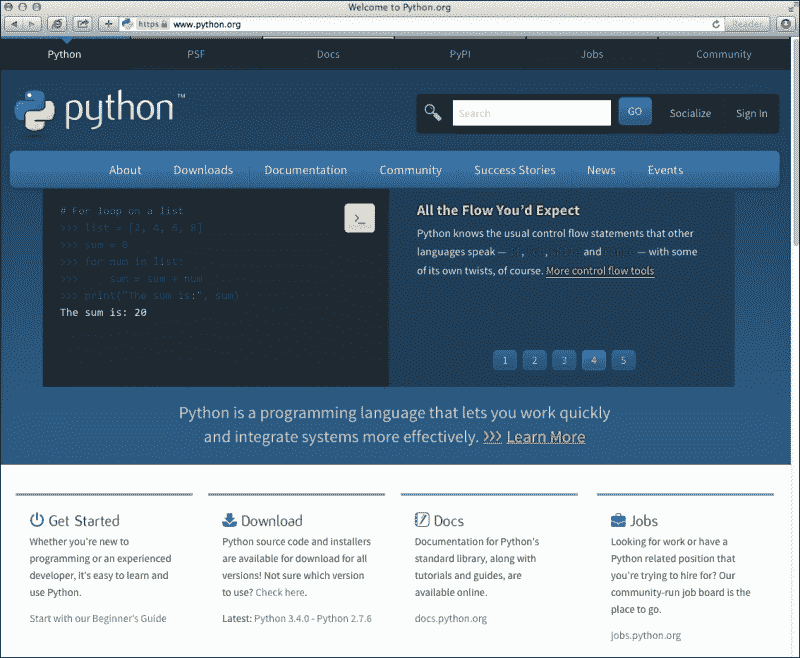 Welcome to Python.org
https www.python.org Reader
Python PSF Docs PyPI Jobs Community
python™
Search GO Socialize Sign In
About Downloads Documentation Community Success Stories News Events
# For loop on a list
>>> list = [2, 4, 6, 8]
>>> sum = 0
>>> for num in list:
>>> sum = sum + num
>>> print("The sum is:", sum)
The sum is: 20
>_
All the Flow You'd Expect
Python knows the usual control flow statements that other
languages speak — , , and — with some
of its own twists, of course. More control flow tools
1 2 3 4 5
Python is a programming language that lets you work quickly
and integrate systems more effectively. >>> Learn More
Get Started
Whether you're new to
programming or an experienced
developer, it's easy to learn and
use Python.
Start with our Beginner's Guide
Download
Python source code and installers
are available for download for all
versions! Not sure which version
to use? Check here.
Latest: Python 3.4.0 - Python 2.7.6
Docs
Documentation for Python's
standard library, along with
tutorials and guides, are
available online.
docs.python.org
Jobs
Looking for work or have a
Python related position that
you're trying to hire for? Our
community-run job board is the
place to go.
jobs.python.org